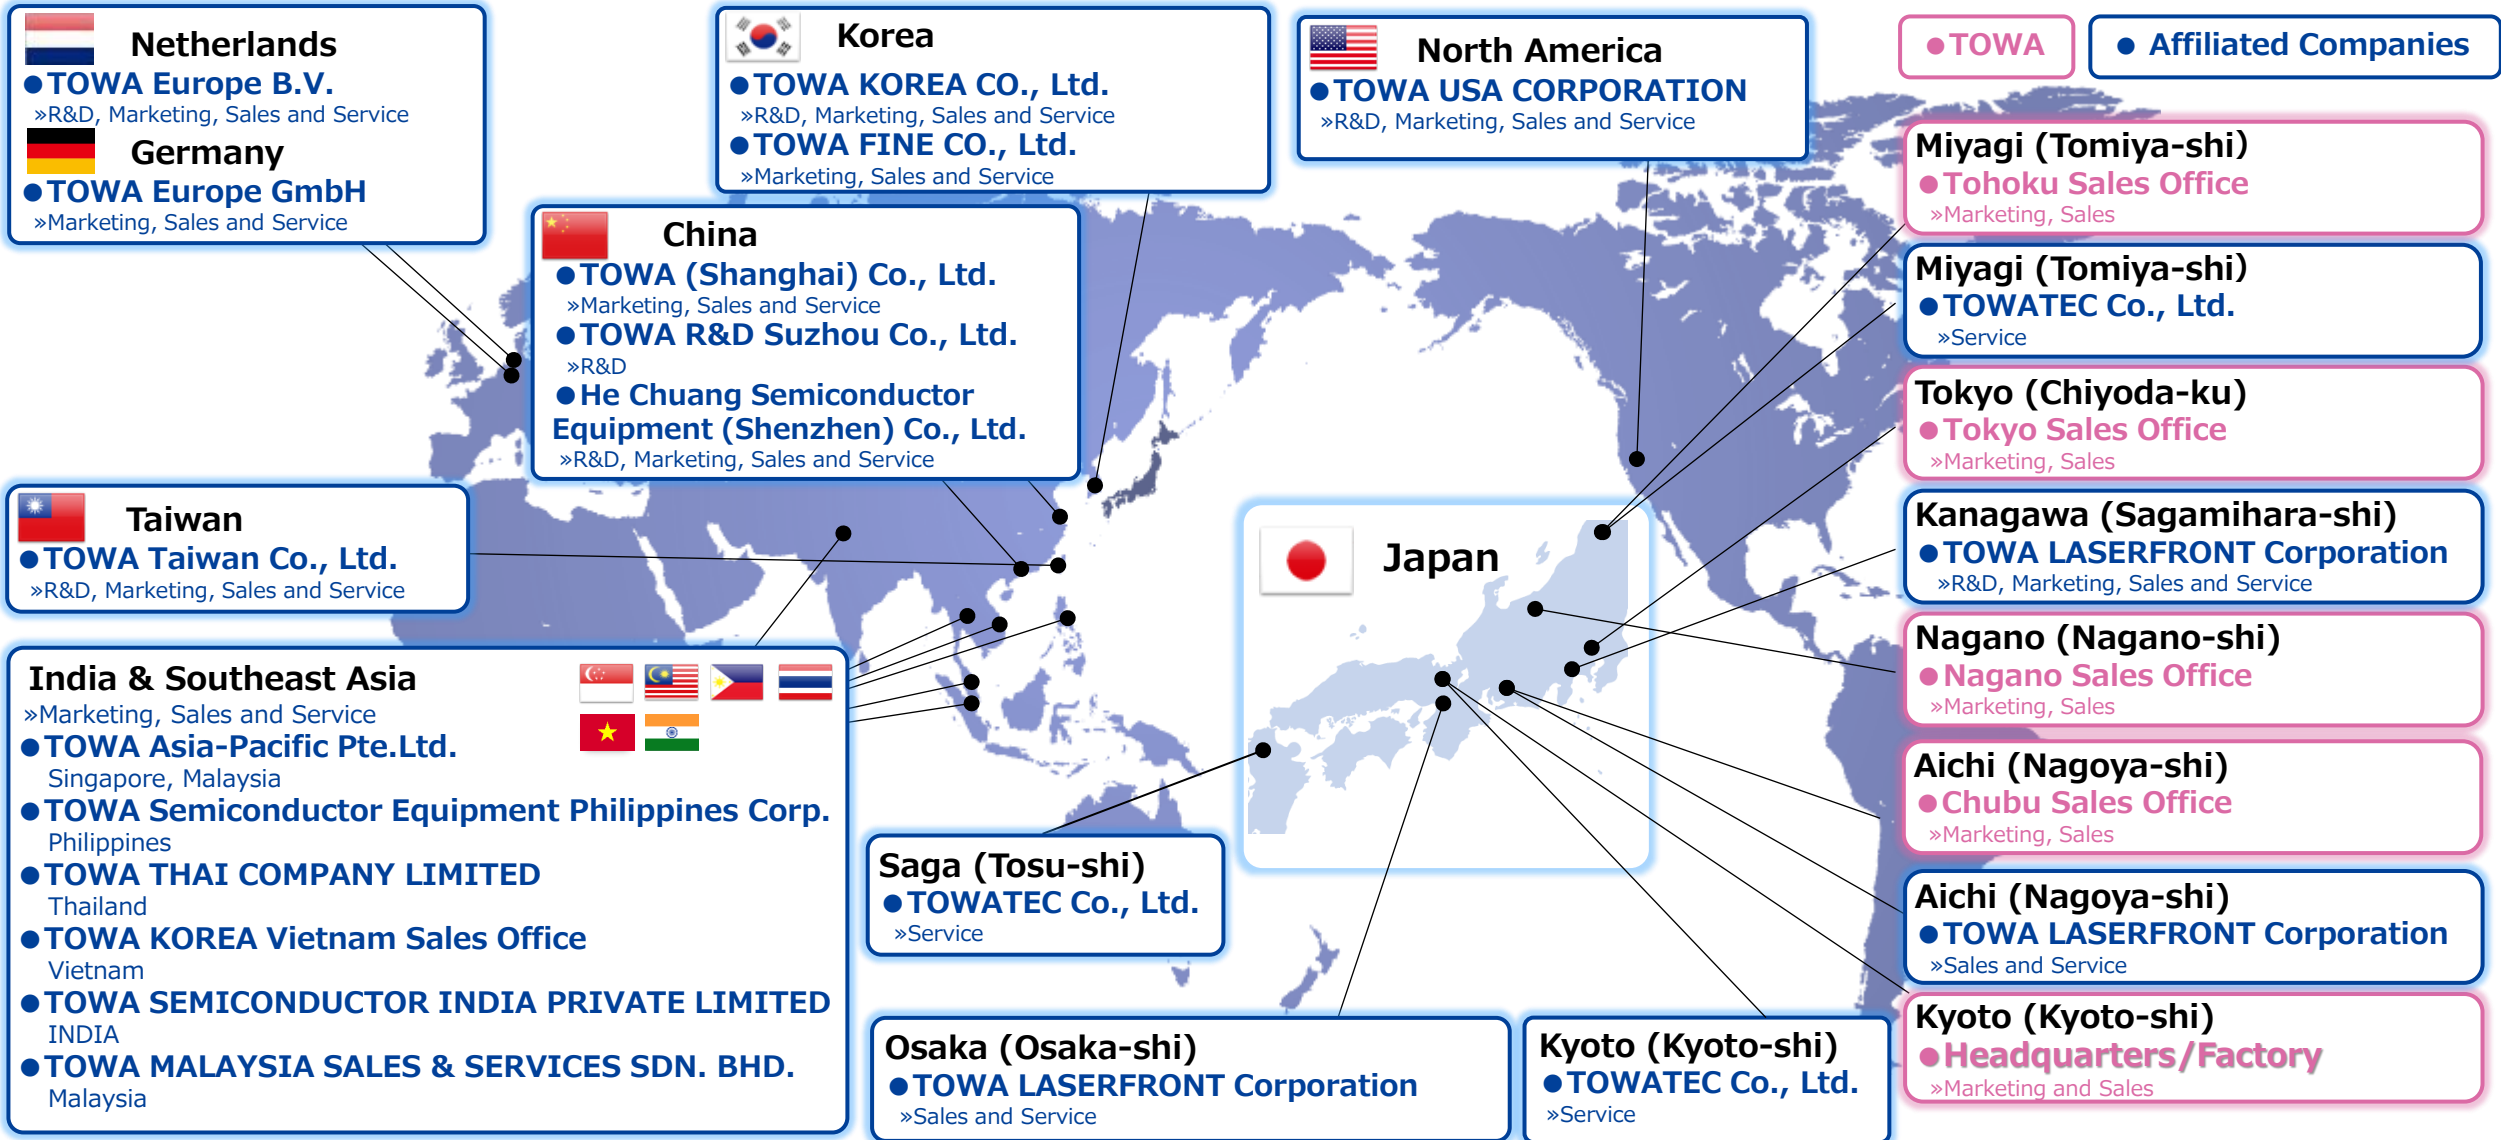 Netherlands
●TOWA Europe B.V.
»R&D, Marketing, Sales and Service
Germany
●TOWA Europe GmbH
»Marketing, Sales and Service
Korea
●TOWA KOREA CO., Ltd.
»R&D, Marketing, Sales and Service
●TOWA FINE CO., Ltd.
»Marketing, Sales and Service
North America
●TOWA USA CORPORATION
»R&D, Marketing, Sales and Service
●TOWA
● Affiliated Companies
China
●TOWA (Shanghai) Co., Ltd.
»Marketing, Sales and Service
●TOWA R&D Suzhou Co., Ltd.
»R&D
●He Chuang Semiconductor
Equipment (Shenzhen) Co., Ltd.
»R&D, Marketing, Sales and Service
Taiwan
●TOWA Taiwan Co., Ltd.
»R&D, Marketing, Sales and Service
India & Southeast Asia
»Marketing, Sales and Service
●TOWA Asia-Pacific Pte.Ltd.
Singapore, Malaysia
●TOWA Semiconductor Equipment Philippines Corp.
Philippines
●TOWA THAI COMPANY LIMITED
Thailand
●TOWA KOREA Vietnam Sales Office
Vietnam
●TOWA SEMICONDUCTOR INDIA PRIVATE LIMITED
INDIA
●TOWA MALAYSIA SALES & SERVICES SDN. BHD.
Malaysia
Japan
Saga (Tosu-shi)
●TOWATEC Co., Ltd.
»Service
Osaka (Osaka-shi)
●TOWA LASERFRONT Corporation
»Sales and Service
Kyoto (Kyoto-shi)
●TOWATEC Co., Ltd.
»Service
Miyagi (Tomiya-shi)
●Tohoku Sales Office
»Marketing, Sales
Miyagi (Tomiya-shi)
●TOWATEC Co., Ltd.
»Service
Tokyo (Chiyoda-ku)
●Tokyo Sales Office
»Marketing, Sales
Kanagawa (Sagamihara-shi)
●TOWA LASERFRONT Corporation
»R&D, Marketing, Sales and Service
Nagano (Nagano-shi)
●Nagano Sales Office
»Marketing, Sales
Aichi (Nagoya-shi)
●Chubu Sales Office
»Marketing, Sales
Aichi (Nagoya-shi)
●TOWA LASERFRONT Corporation
»Sales and Service
Kyoto (Kyoto-shi)
●Headquarters/Factory
»Marketing and Sales